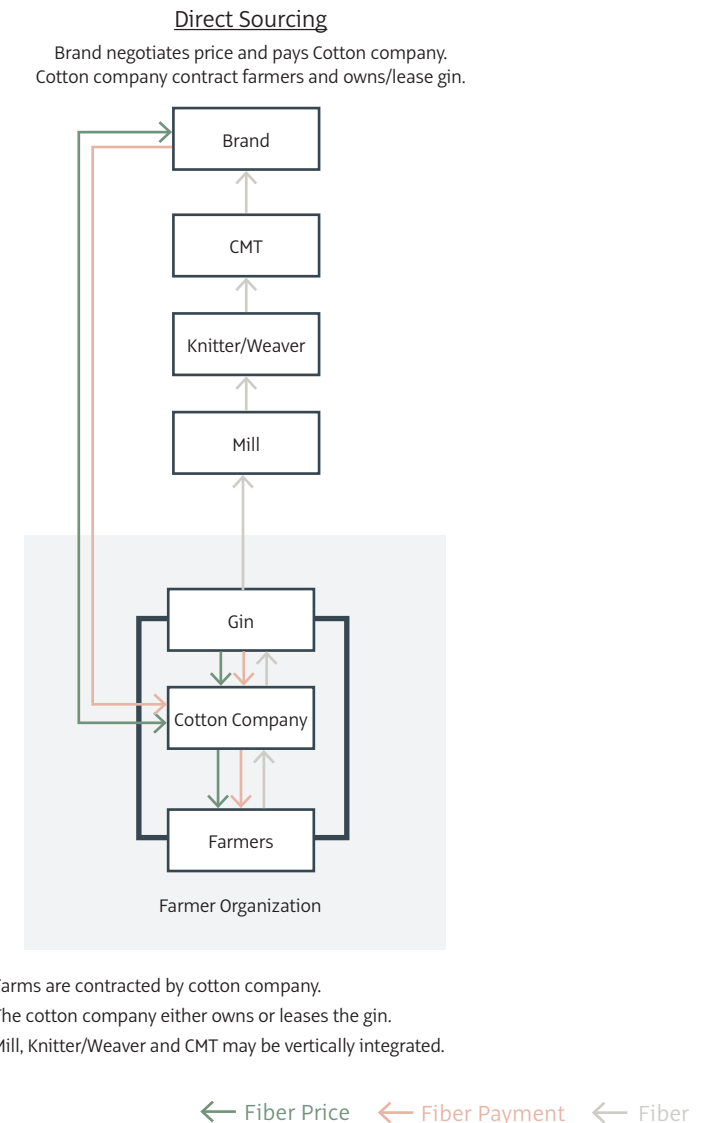 Direct Sourcing
Brand negotiates price and pays Cotton company.
Cotton company contract farmers and owns/lease gin.
Brand
CMT
Knitter/Weaver
Mill
Gin
Cotton Company
Farmers
Farmer Organization
arms are contracted by cotton company.
he cotton company either owns or leases the gin.
Mill, Knitter/Weaver and CMT may be vertically integrated.
Fiber Price Fiber Payment Fiber